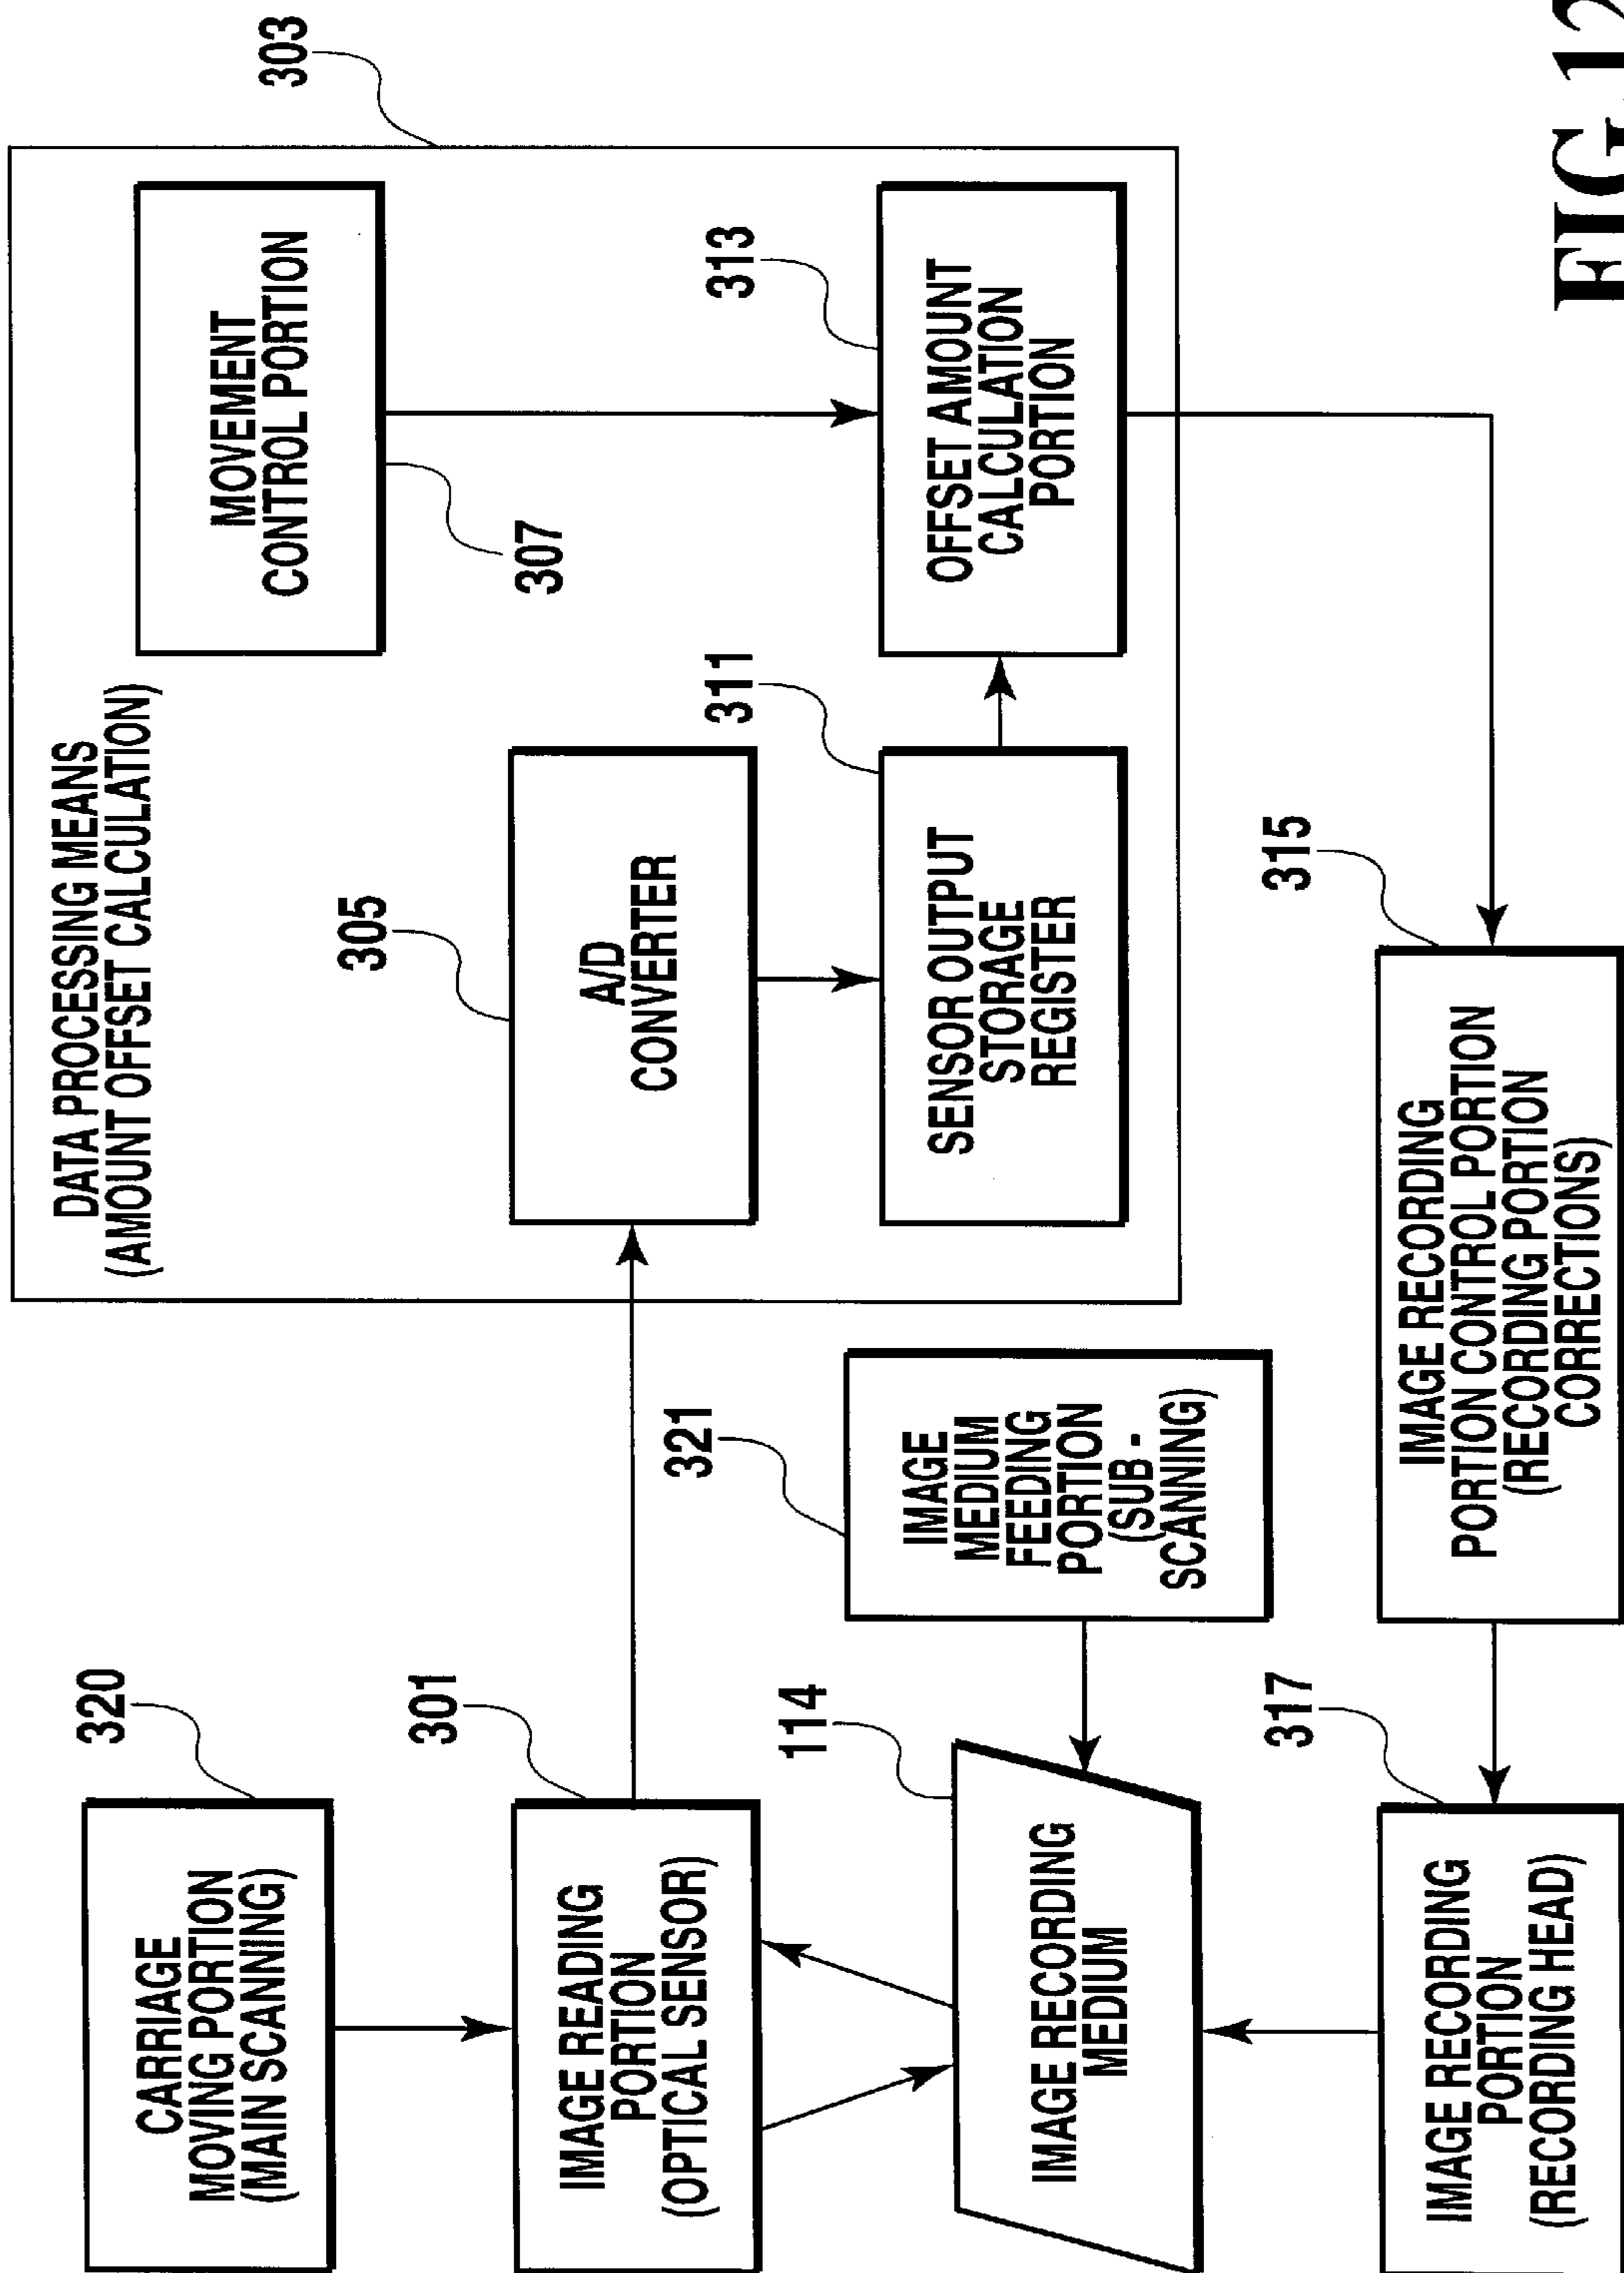 303
DATA PROCESSING MEANS
(AMOUNT OFFSET CALCULATION)
MOVEMENT
CONTROL PORTION
307
305
A/D
CONVERTER
311
SENSOR OUTPUT
STORAGE
REGISTER
313
OFFSET AMOUNT
CALCULATION
PORTION
320
CARRIAGE
MOVING PORTION
(MAIN SCANNING)
301
IMAGE READING
PORTION
(OPTICAL SENSOR)
114
IMAGE RECORDING
MEDIUM
321
IMAGE
MEDIUM
FEEDING
PORTION
(SUB -
SCANNING)
315
IMAGE RECORDING
PORTION CONTROL PORTION
(RECORDING PORTION
CORRECTIONS)
317
IMAGE RECORDING
PORTION
(RECORDING HEAD)
FIG.12